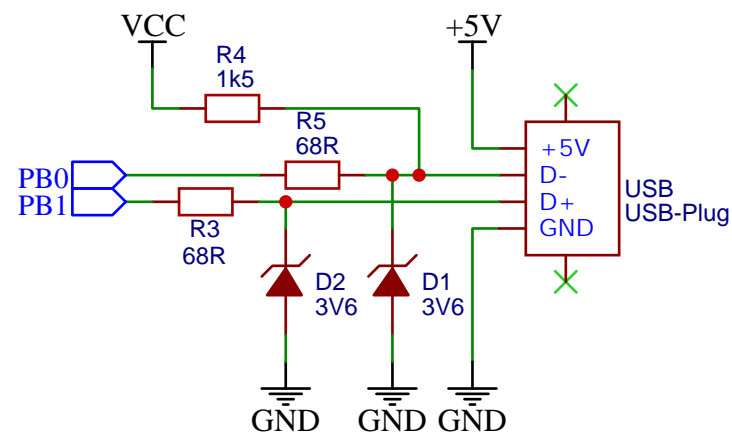 VCC
+5V
R4
1k5
R5
68R
+5V
PB0
D-
USB
PB1
D+
USB-Plug
R3
GND
68R
D2
D1
3V6
3V6
GND
GND
GND